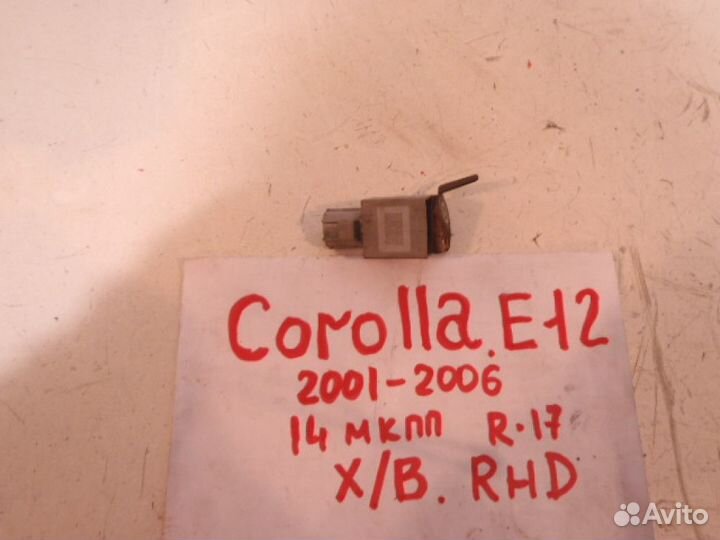 Corolla.E12
2001-2006
14 мкпп R-17
X/B. RHD
Avito